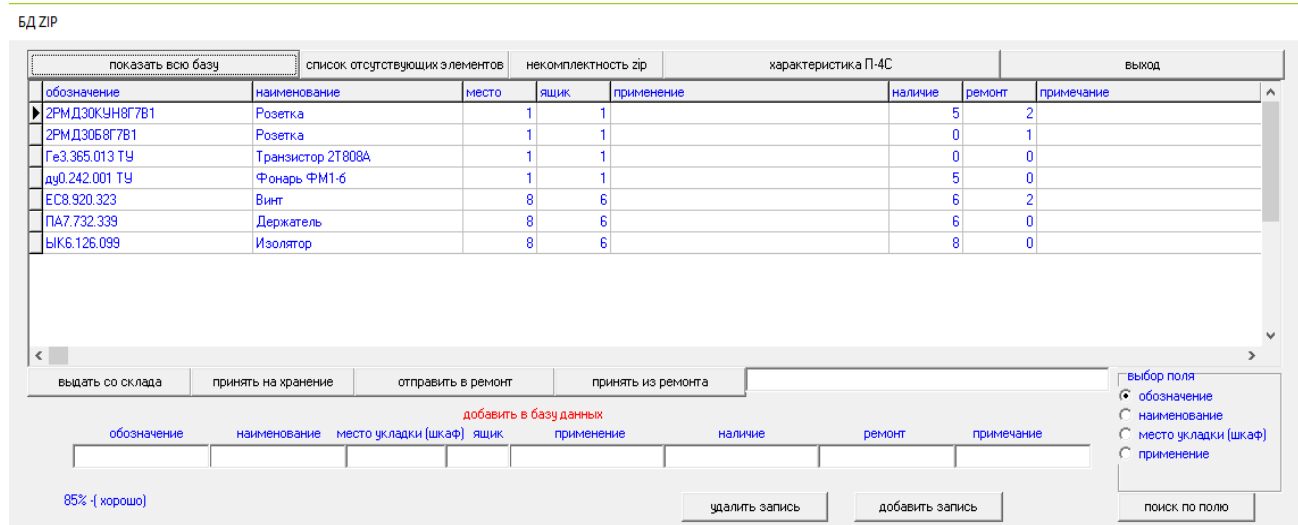 БД ZIP
показать всю базу список отсутствующих элементов некомплектность zip характеристика П-4С выход
обозначение наименование место ящик применение наличие ремонт примечание
2РМД30КУН8Г7В1 Розетка 1 1 5 2
2РМД30Б8Г7В1 Розетка 1 1 0 1
Ге3.365.013 ТУ Транзистор 2Т808А 1 1 0 0
ду0.242.001 ТУ Фонарь ФМ1-6 1 1 5 0
ЕС8.920.323 Винт 8 6 6 2
ПА7.732.339 Держатель 8 6 6 0
ЫК6.126.099 Изолятор 8 6 8 0
выдать со склада принять на хранение отправить в ремонт принять из ремонта
выбор поля
обозначение
наименование
место укладки (шкаф)
применение
добавить в базу данных
обозначение наименование место укладки (шкаф) ящик применение наличие ремонт примечание
85% -( хорошо)
удалить запись добавить запись поиск по полю